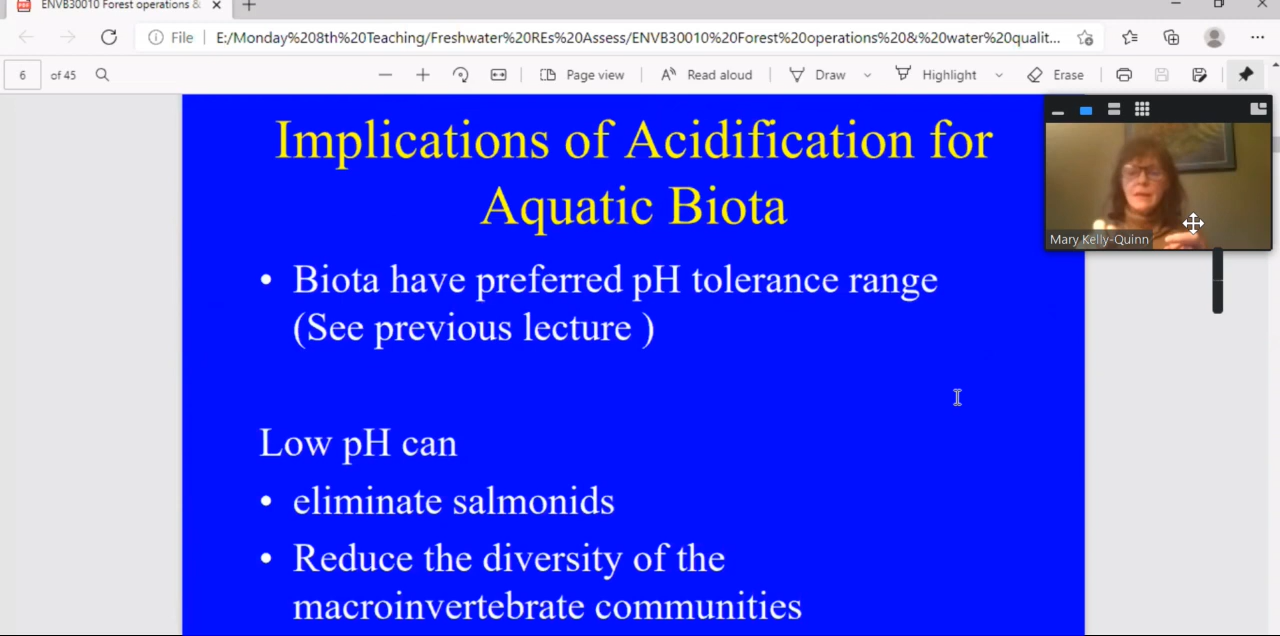 ENVB30010 Forest operations &
File
E:/Monday%208th%20Teaching/Freshwater%20REs%20Assess/ENVB30010%20Forest%20operations%20&%20water%20qualit...
6 of 45
Page view
Read aloud
Draw
Highlight
Erase
Implications of Acidification for
Aquatic Biota
Mary Kelly-Quinn
• Biota have preferred pH tolerance range
(See previous lecture )
Low pH can
• eliminate salmonids
• Reduce the diversity of the
macroinvertebrate communities